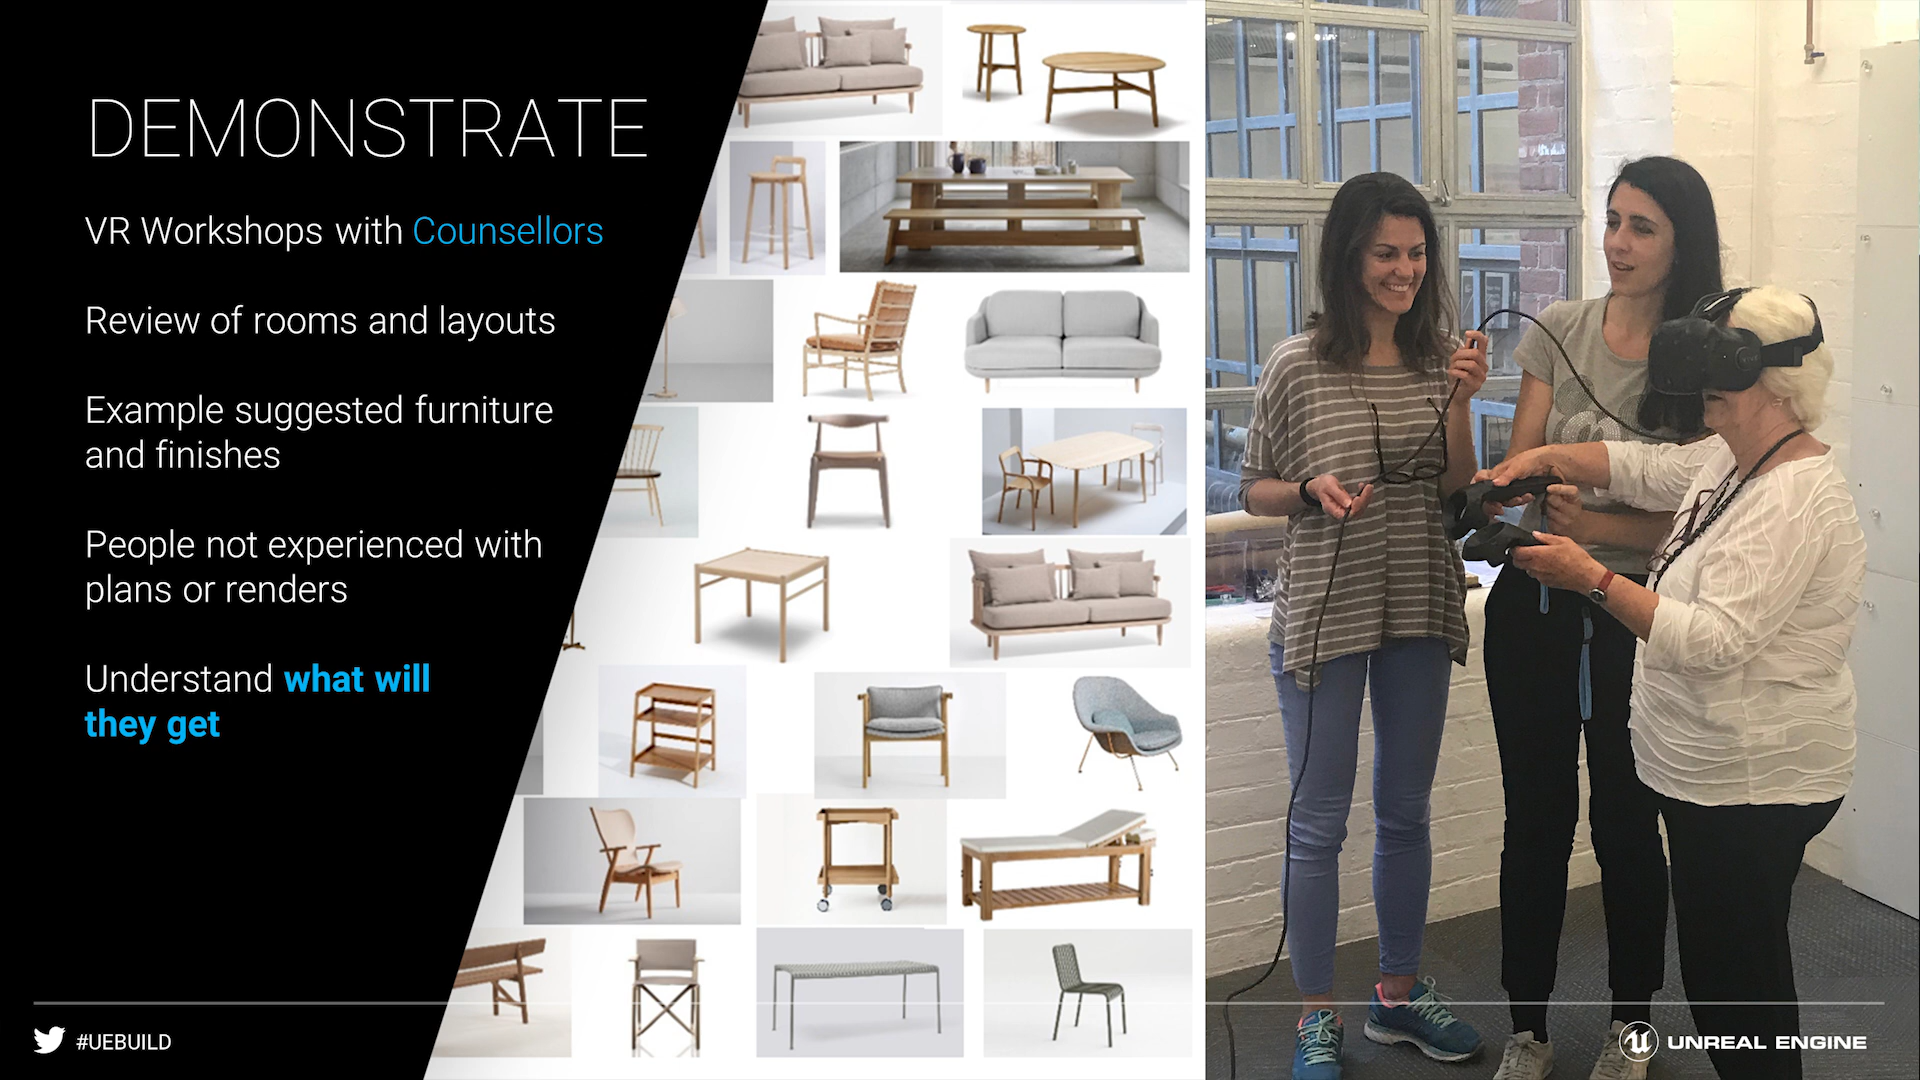 DEMONSTRATE
VR Workshops with Counsellors
Review of rooms and layouts
Example suggested furniture
and finishes
People not experienced with
plans or renders
Understand what will
they get
#UEBUILD
UNREAL ENGINE